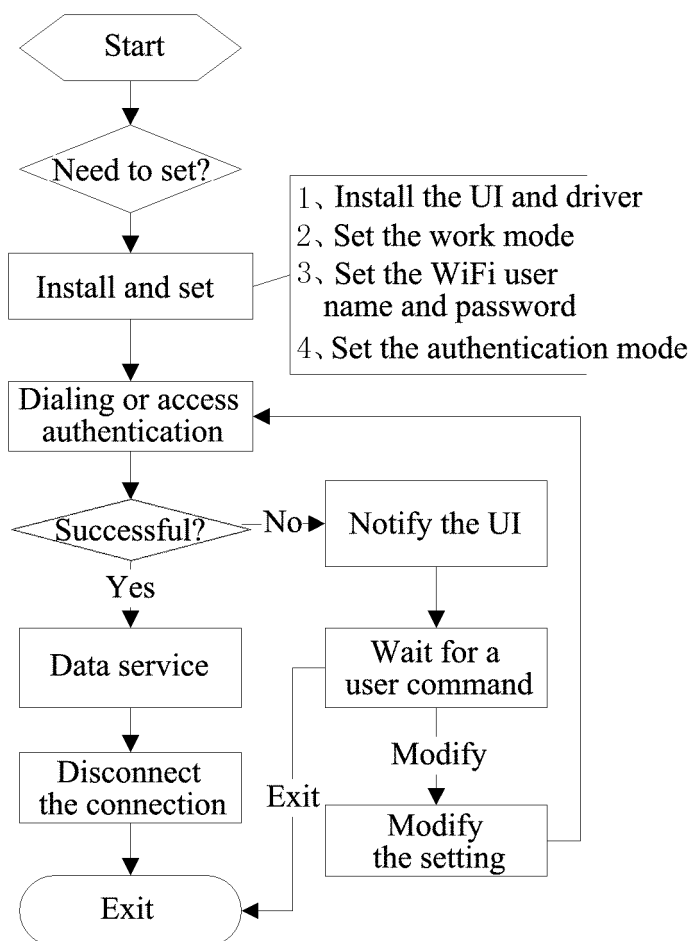 Start
Need to set?
Install and set
1、Install the UI and driver
2、Set the work mode
3、Set the WiFi user
name and password
4、Set the authentication mode
Dialing or access
authentication
Successful?
No
Notify the UI
Yes
Data service
Wait for a
user command
Modify
Disconnect
the connection
Exit
Modify
the setting
Exit